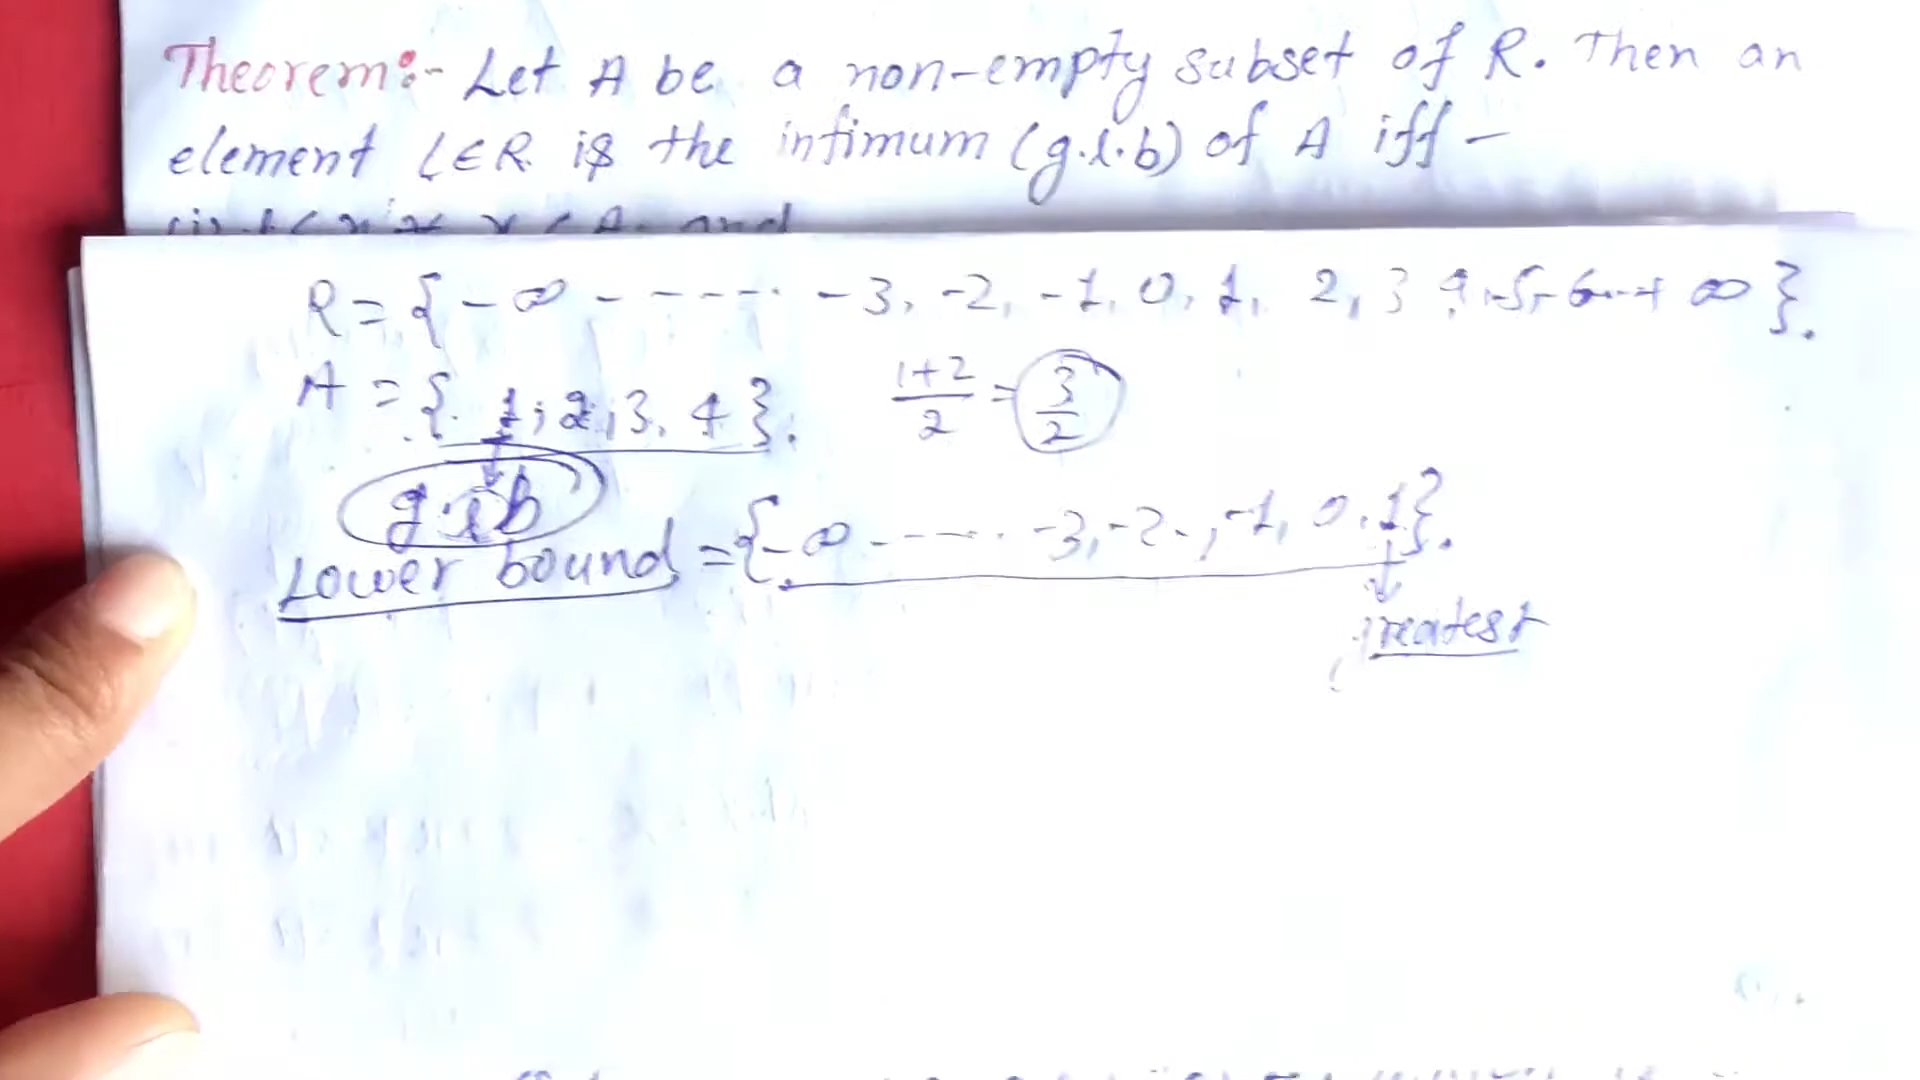 Theorem:- Let A be a non-empty subset of R. Then an
element l∈R is the infimum (g.l.b) of A iff -
and
R = {-∞ ------ -3, -2, -1, 0, 1, 2, 3, 4, 5, 6...+ ∞}.
A = {1, 2, 3, 4}. 1+2/2 = 3/2
g.l.b
Lower bound = {-∞ ------ -3, -2, -1, 0, 1}.
greatest